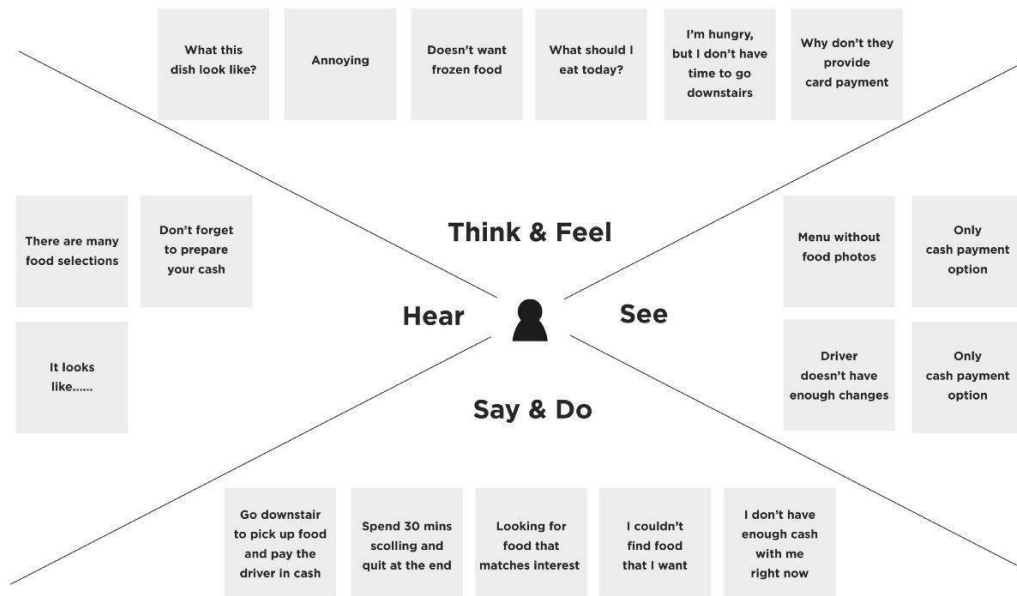 What this
dish look like?
Annoying
Doesn't want
frozen food
What should I
eat today?
I'm hungry,
but I don't have
time to go
downstairs
Why don't they
provide
card payment
Think & Feel
There are many
food selections
Don't forget
to prepare
your cash
It looks
like......
Hear
See
Menu without
food photos
Only
cash payment
option
Driver
doesn't have
enough changes
Only
cash payment
option
Say & Do
Go downstair
to pick up food
and pay the
driver in cash
Spend 30 mins
scolling and
quit at the end
Looking for
food that
matches interest
I couldn't
find food
that I want
I don't have
enough cash
with me
right now